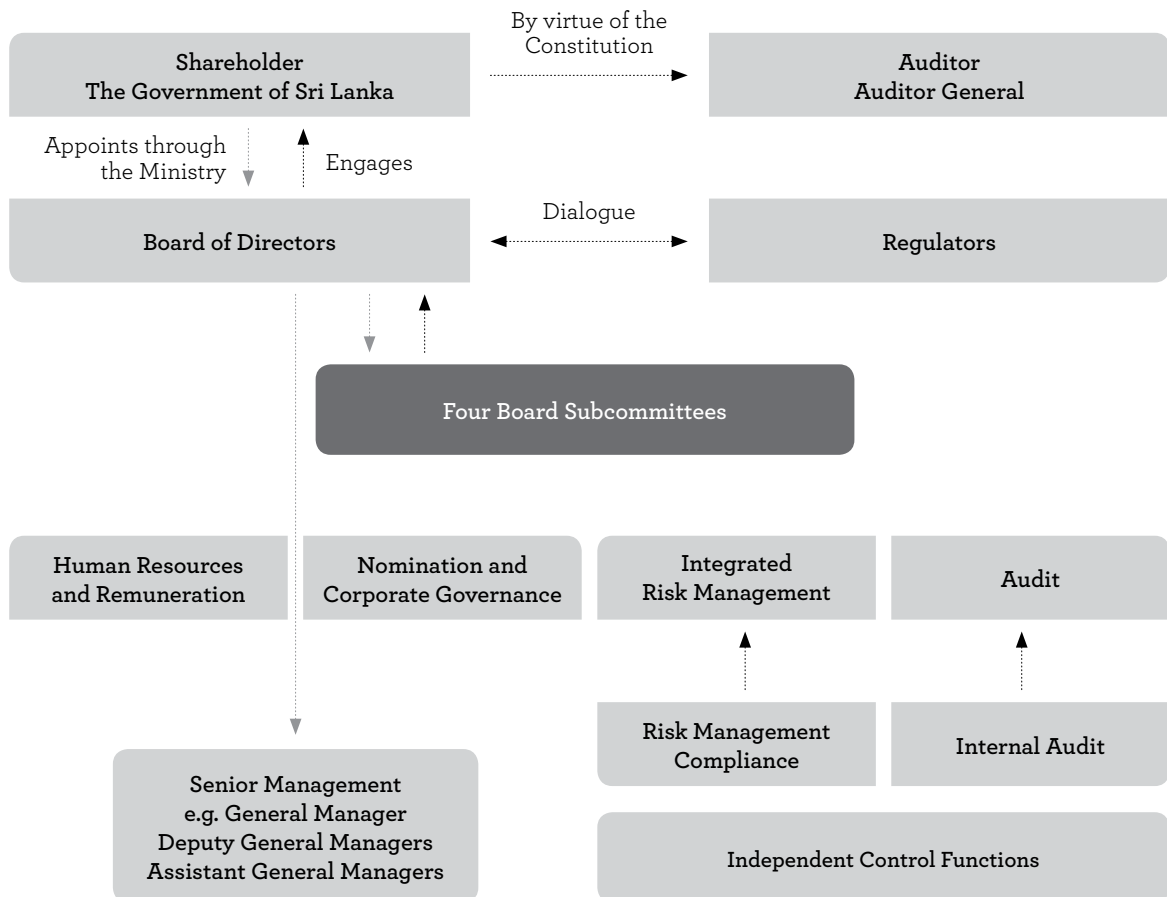 By virtue of the
Constitution
Shareholder
The Government of Sri Lanka
Auditor
Auditor General
Appoints through
the Ministry
Engages
Dialogue
Board of Directors
Regulators
Four Board Subcommittees
Human Resources
and Remuneration
Nomination and
Corporate Governance
Integrated
Risk Management
Audit
Risk Management
Compliance
Internal Audit
Senior Management
e.g. General Manager
Deputy General Managers
Assistant General Managers
Independent Control Functions